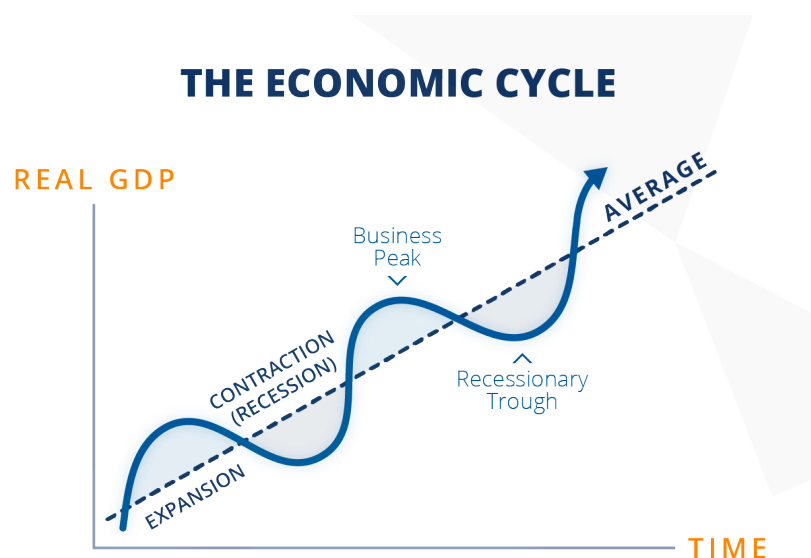 THE ECONOMIC CYCLE
REAL GDP
AVERAGE
Business
Peak
CONTRACTION
(RECESSION)
Recessionary
Trough
EXPANSION
TIME